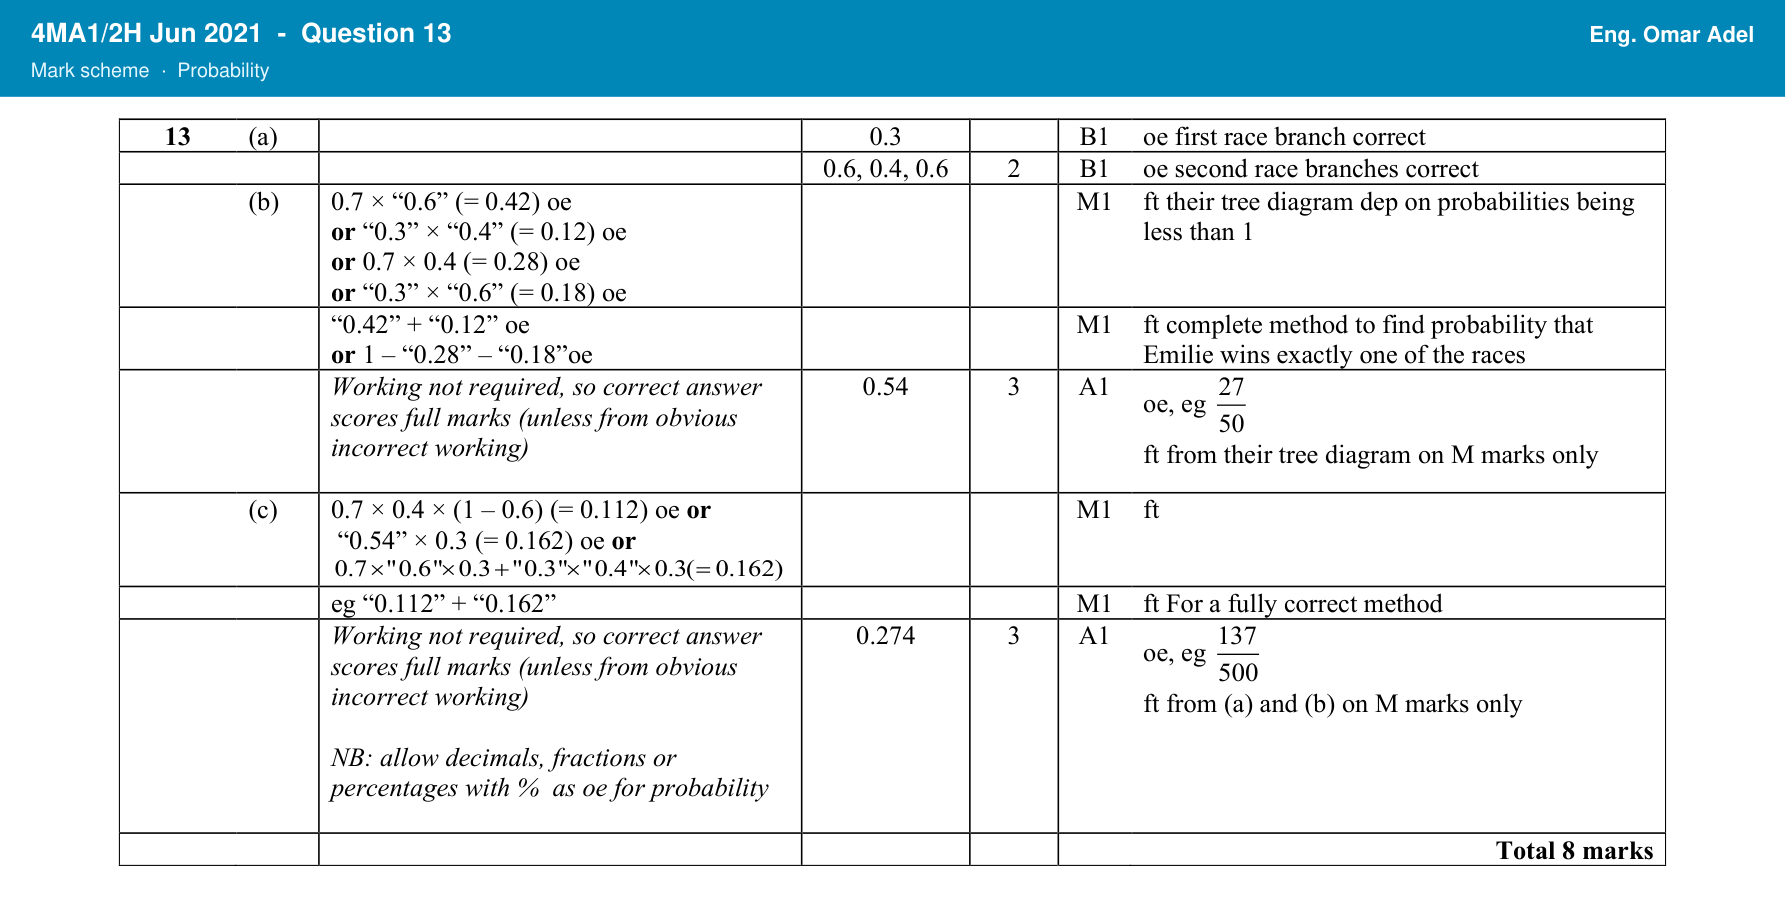 4MA1/2H Jun 2021 - Question 13
Eng. Omar Adel
Mark scheme · Probability
13 (a) 0.3 B1 oe first race branch correct
0.6, 0.4, 0.6 2 B1 oe second race branches correct
(b) 0.7 × “0.6” (= 0.42) oe M1 ft their tree diagram dep on probabilities being
or “0.3” × “0.4” (= 0.12) oe less than 1
or 0.7 × 0.4 (= 0.28) oe
or “0.3” × “0.6” (= 0.18) oe
“0.42” + “0.12” oe M1 ft complete method to find probability that
or 1 – “0.28” – “0.18”oe Emilie wins exactly one of the races
Working not required, so correct answer 0.54 3 A1 oe, eg 27/50
scores full marks (unless from obvious
incorrect working) ft from their tree diagram on M marks only
(c) 0.7 × 0.4 × (1 – 0.6) (= 0.112) oe or M1 ft
“0.54” × 0.3 (= 0.162) oe or
0.7×"0.6"×0.3+"0.3"×"0.4"×0.3(=0.162)
eg “0.112” + “0.162” M1 ft For a fully correct method
Working not required, so correct answer 0.274 3 A1 oe, eg 137/500
scores full marks (unless from obvious
incorrect working) ft from (a) and (b) on M marks only
NB: allow decimals, fractions or
percentages with % as oe for probability
Total 8 marks